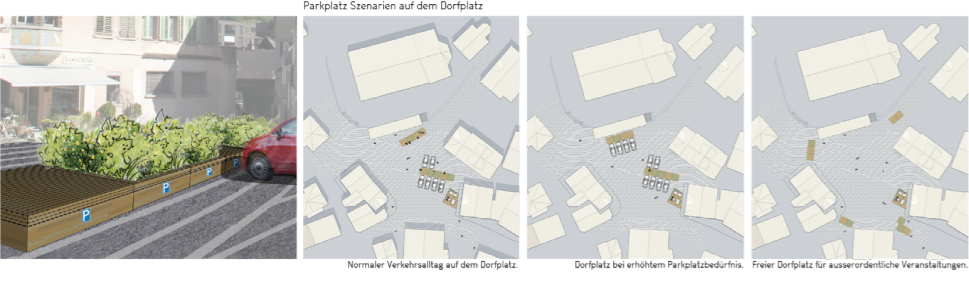 Parkplatz Szenarien auf dem Dorfplatz
P
P
P
P
Normaler Verkehrsalltag auf dem Dorfplatz.
Dorfplatz bei erhöhtem Parkplatzbedürfnis.
Freier Dorfplatz für ausserordentliche Veranstaltungen.